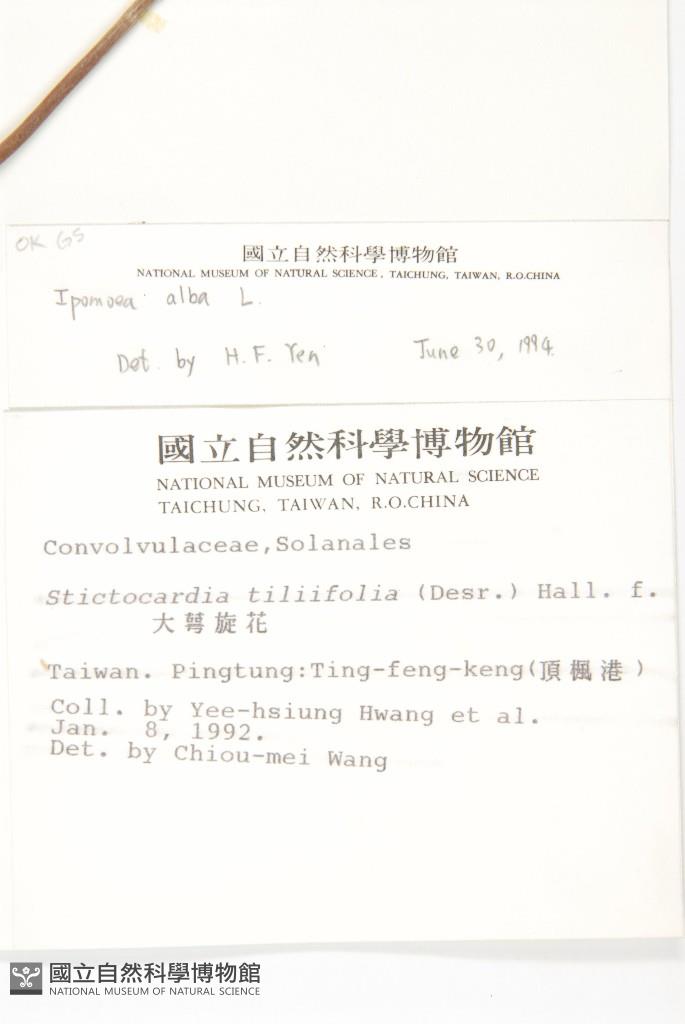 OK GS
國立自然科學博物館
NATIONAL MUSEUM OF NATURAL SCIENCE, TAICHUNG, TAIWAN, R.O.CHINA
Ipomoea alba L.
Det. by H. F. Yen June 30, 1994.
國立自然科學博物館
NATIONAL MUSEUM OF NATURAL SCIENCE
TAICHUNG, TAIWAN, R.O.CHINA
Convolvulaceae,Solanales
Stictocardia tiliifolia (Desr.) Hall. f.
大萼旋花
Taiwan. Pingtung:Ting-feng-keng(頂楓港)
Coll. by Yee-hsiung Hwang et al.
Jan. 8, 1992.
Det. by Chiou-mei Wang
國立自然科學博物館
NATIONAL MUSEUM OF NATURAL SCIENCE